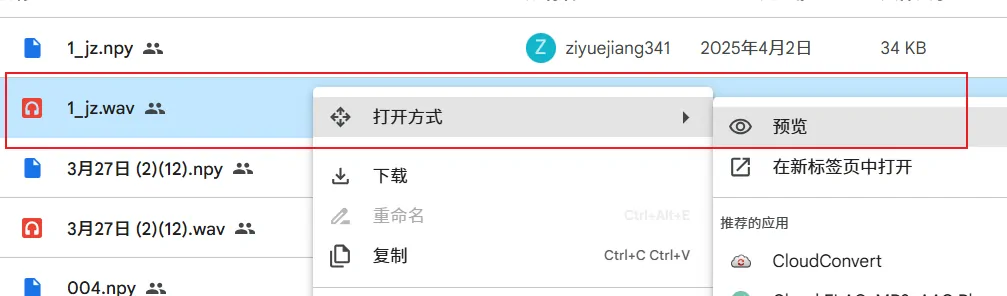 1_jz.npy ziyuejiang341 2025年4月2日 34 KB
1_jz.wav
打开方式
预览
3月27日 (2)(12).npy
下载
在新标签页中打开
重命名 Ctrl+Alt+E
推荐的应用
3月27日 (2)(12).wav
复制 Ctrl+C Ctrl+V
CloudConvert
004.npy